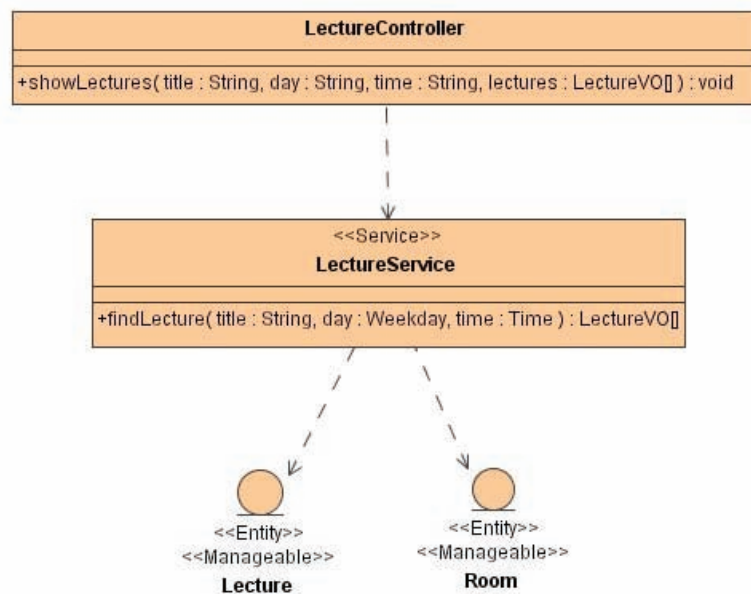 LectureController
+showLectures( title : String, day : String, time : String, lectures : LectureVO[] ) : void
<<Service>>
LectureService
+findLecture( title : String, day : Weekday, time : Time ) : LectureVO[]
<<Entity>>
<<Manageable>>
Lecture
<<Entity>>
<<Manageable>>
Room